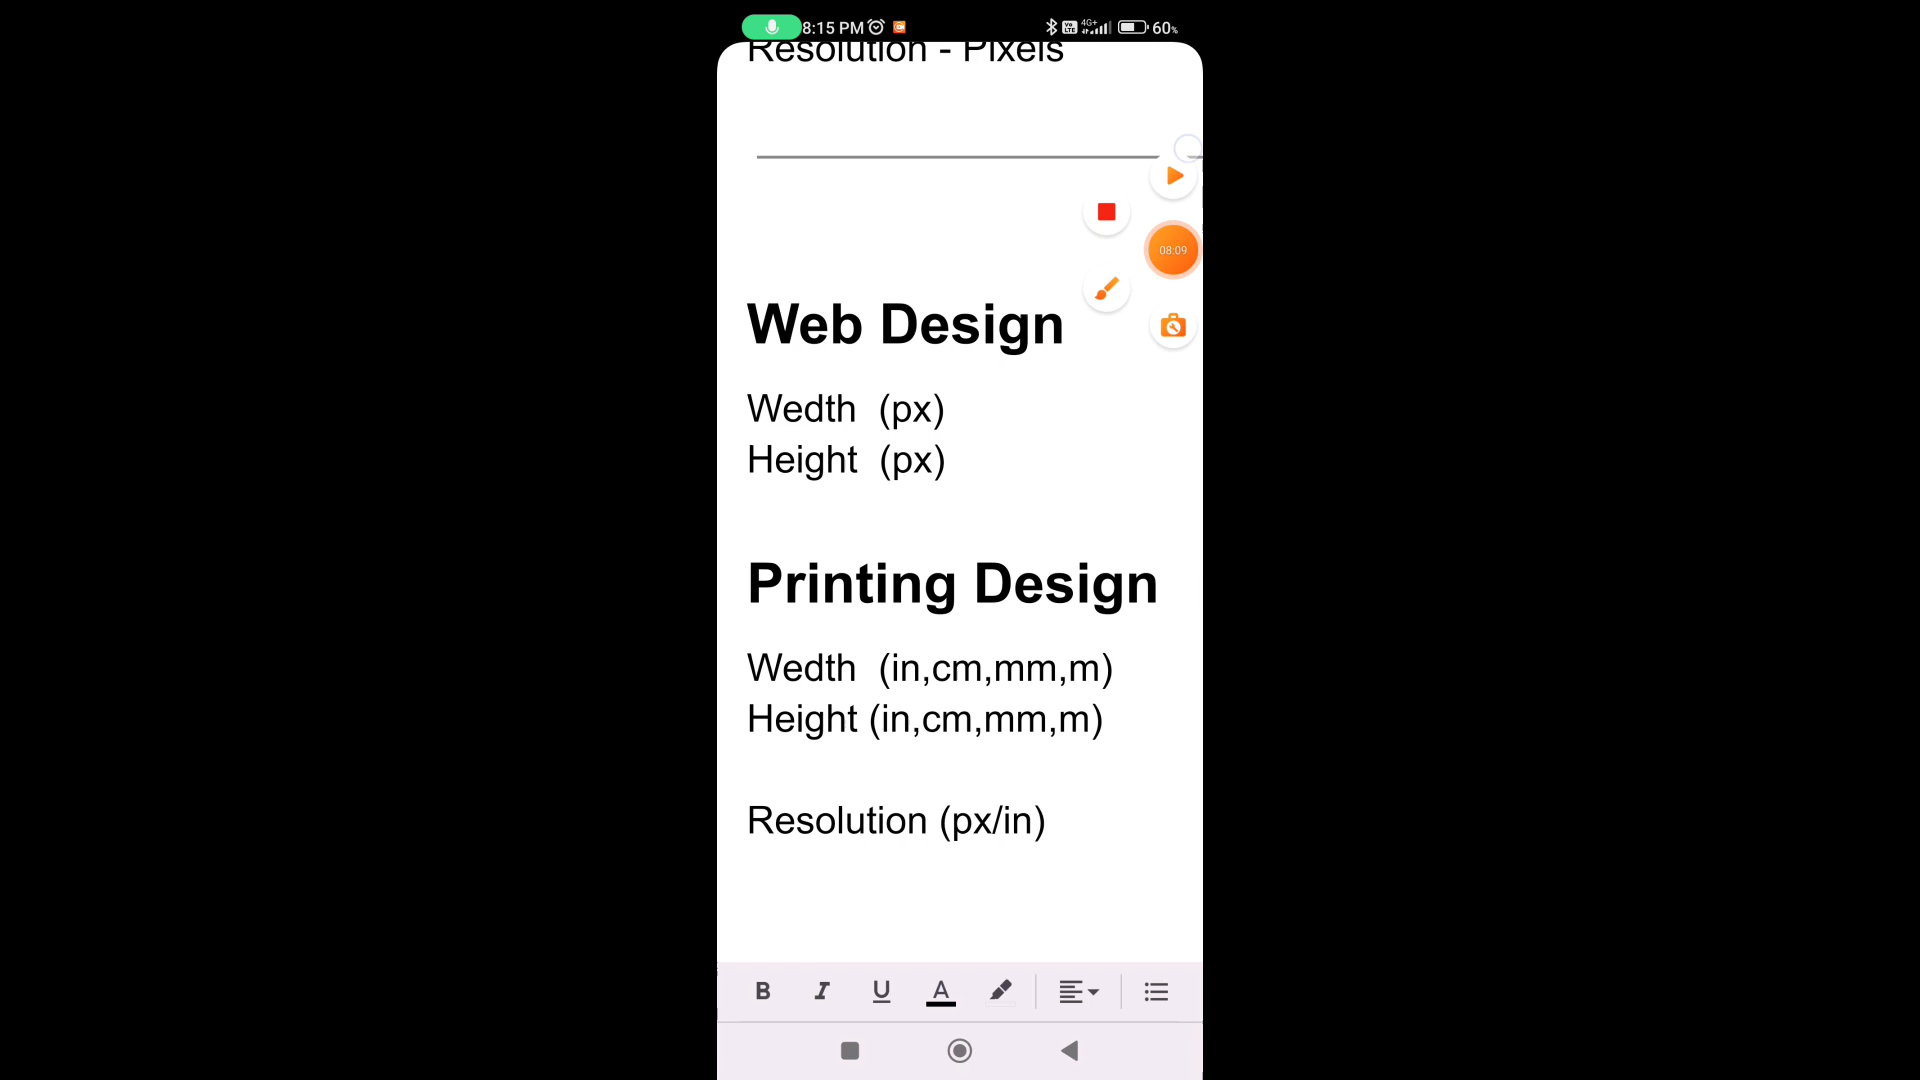 8:15 PM 4G+ 60%
Resolution - Pixels
08:09
Web Design
Wedth (px)
Height (px)
Printing Design
Wedth (in,cm,mm,m)
Height (in,cm,mm,m)
Resolution (px/in)
B I U A